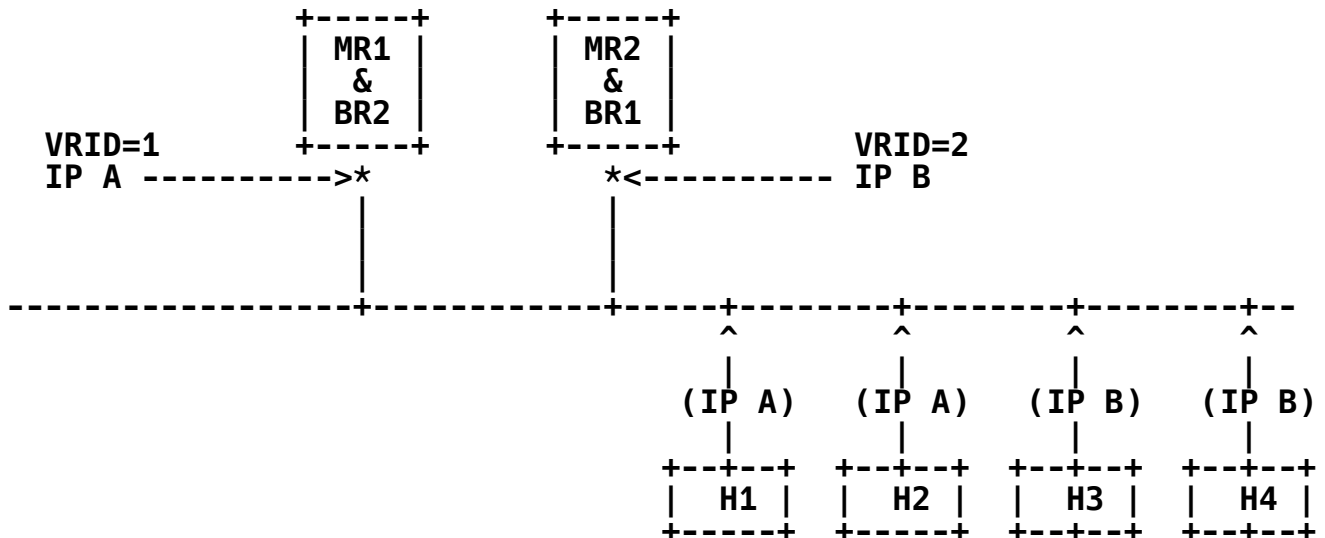 MR1 MR2
& &
BR2 BR1
VRID=1 VRID=2
IP A IP B
(IP A) (IP A) (IP B) (IP B)
H1 H2 H3 H4